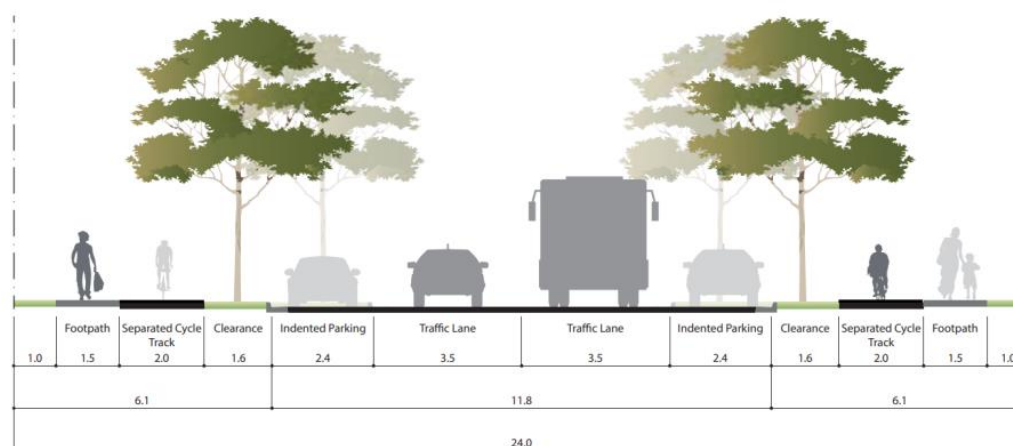 Footpath
Separated Cycle
Track
Clearance
Indented Parking
Traffic Lane
Traffic Lane
Indented Parking
Clearance
Separated Cycle
Track
Footpath
1.0
1.5
2.0
1.6
2.4
3.5
3.5
2.4
1.6
2.0
1.5
1.0
6.1
11.8
6.1
24.0